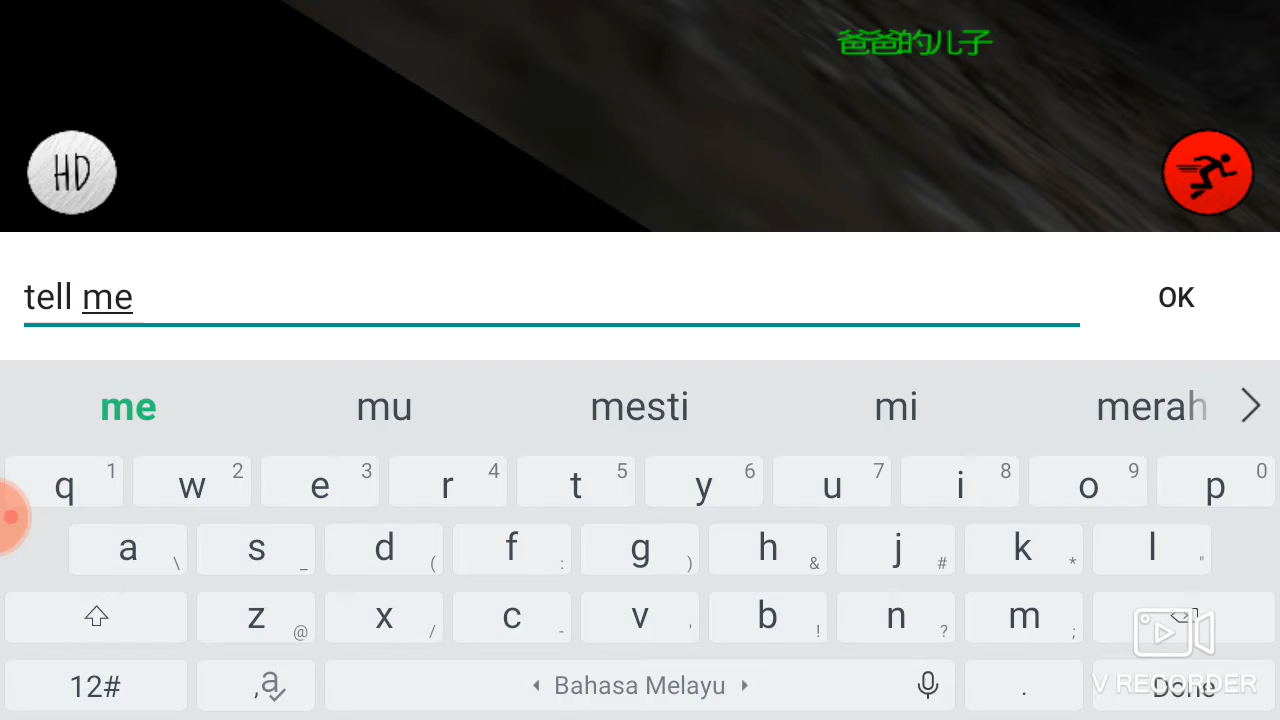 爸爸的儿子
HD
tell me
OK
me mu mesti mi merah
q 1 w 2 e 3 r 4 t 5 y 6 u 7 i 8 o 9 p 0
a \ s _ d ( f : g ) h & j # k * l "
z @ x / c - v ' b ! n ? m ;
12# , a Bahasa Melayu . Done
V RECORDER